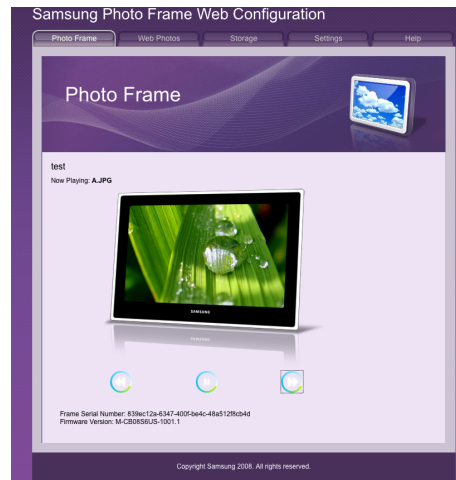 Samsung Photo Frame Web Configuration
Photo Frame Web Photos Storage Settings Help
Photo Frame
test
Now Playing: A.JPG
SAMSUNG
Frame Serial Number: 839ec12a-6347-400f-be4c-48a512f8cb4d
Firmware Version: M-CB08S6US-1001.1
Copyright Samsung 2008. All rights reserved.